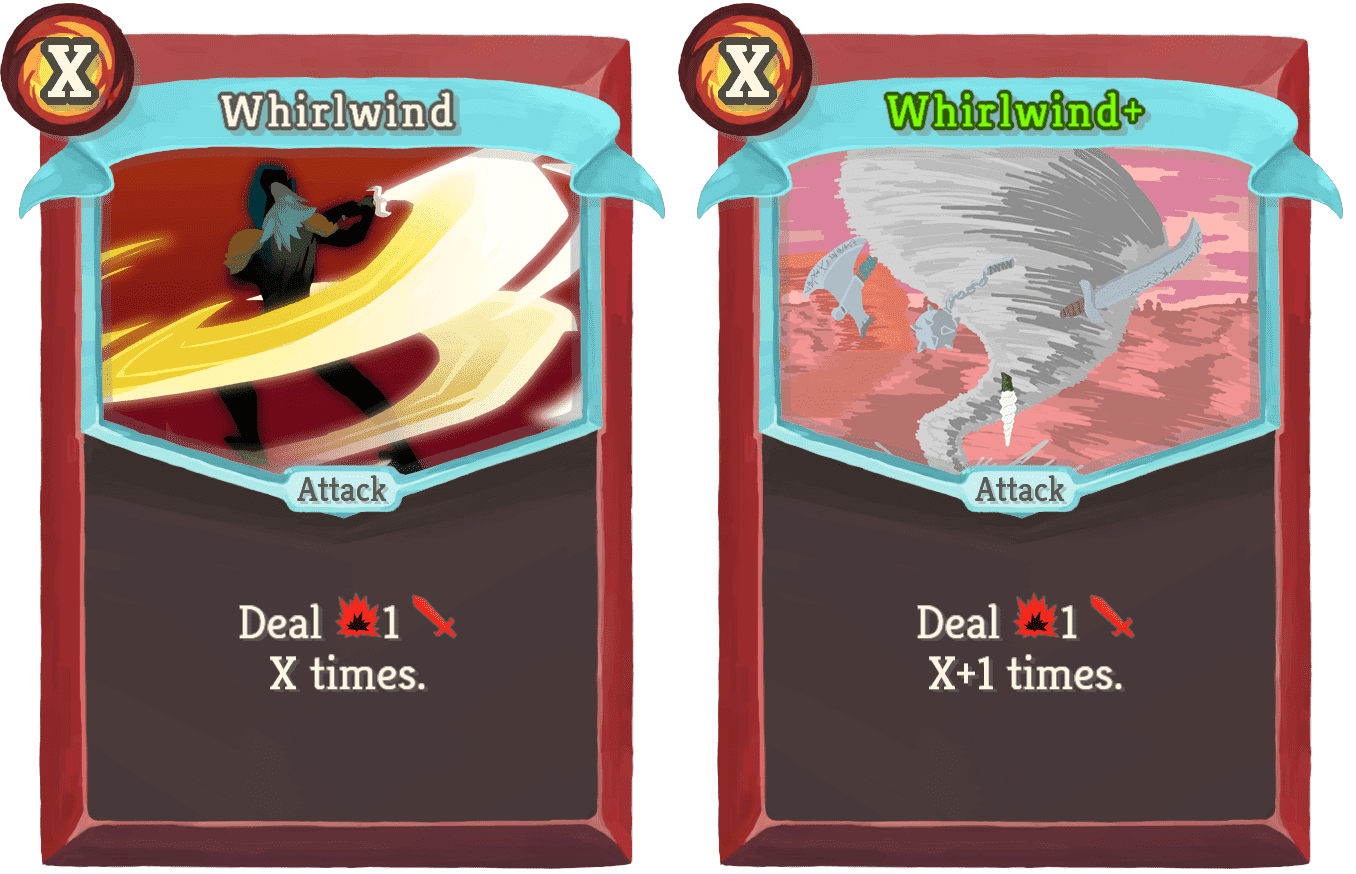 X
Whirlwind
Attack
Deal 1
X times.
X
Whirlwind+
Attack
Deal 1
X+1 times.